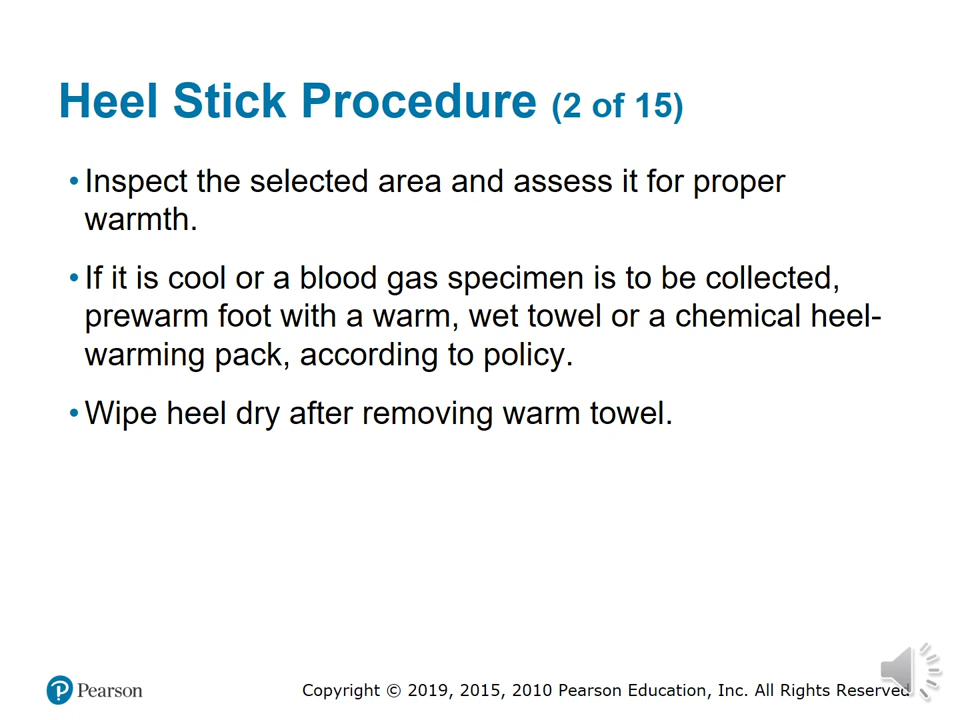 Heel Stick Procedure (2 of 15)
• Inspect the selected area and assess it for proper
warmth.
• If it is cool or a blood gas specimen is to be collected,
prewarm foot with a warm, wet towel or a chemical heel-
warming pack, according to policy.
• Wipe heel dry after removing warm towel.
Pearson
Copyright © 2019, 2015, 2010 Pearson Education, Inc. All Rights Reserved